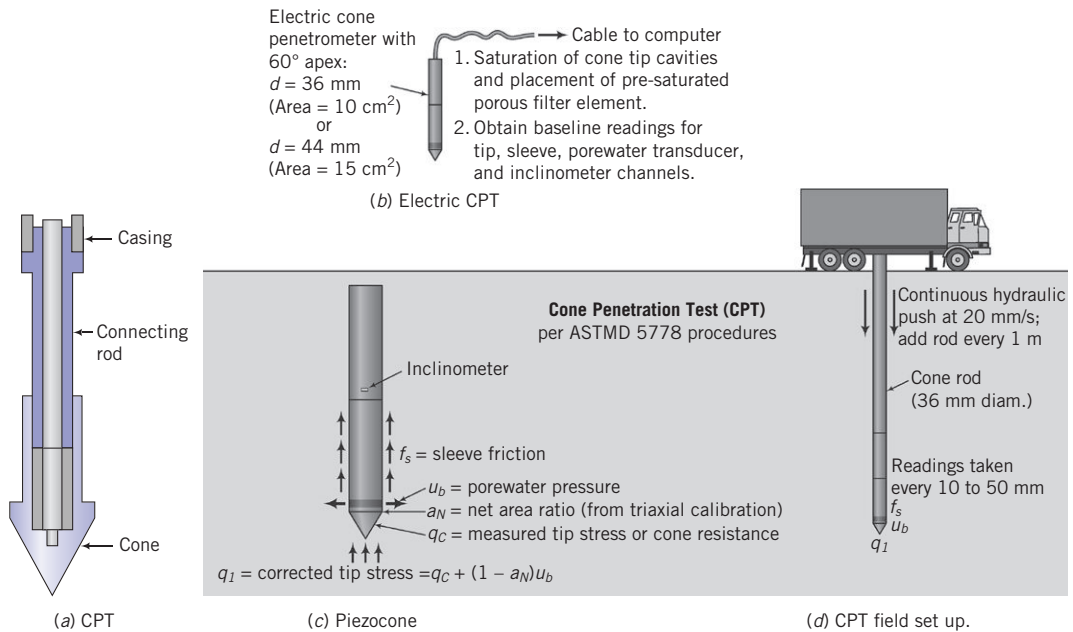 Electric cone
penetrometer with
60° apex:
d = 36 mm
(Area = 10 cm²)
or
d = 44 mm
(Area = 15 cm²)
Cable to computer
1. Saturation of cone tip cavities
and placement of pre-saturated
porous filter element.
2. Obtain baseline readings for
tip, sleeve, porewater transducer,
and inclinometer channels.
(b) Electric CPT
Casing
Connecting
rod
Cone
(a) CPT
Cone Penetration Test (CPT)
per ASTMD 5778 procedures
Inclinometer
fs = sleeve friction
ub = porewater pressure
aN = net area ratio (from triaxial calibration)
qC = measured tip stress or cone resistance
q1 = corrected tip stress =qC + (1 − aN)ub
(c) Piezocone
Continuous hydraulic
push at 20 mm/s;
add rod every 1 m
Cone rod
(36 mm diam.)
Readings taken
every 10 to 50 mm
fs
ub
q1
(d) CPT field set up.